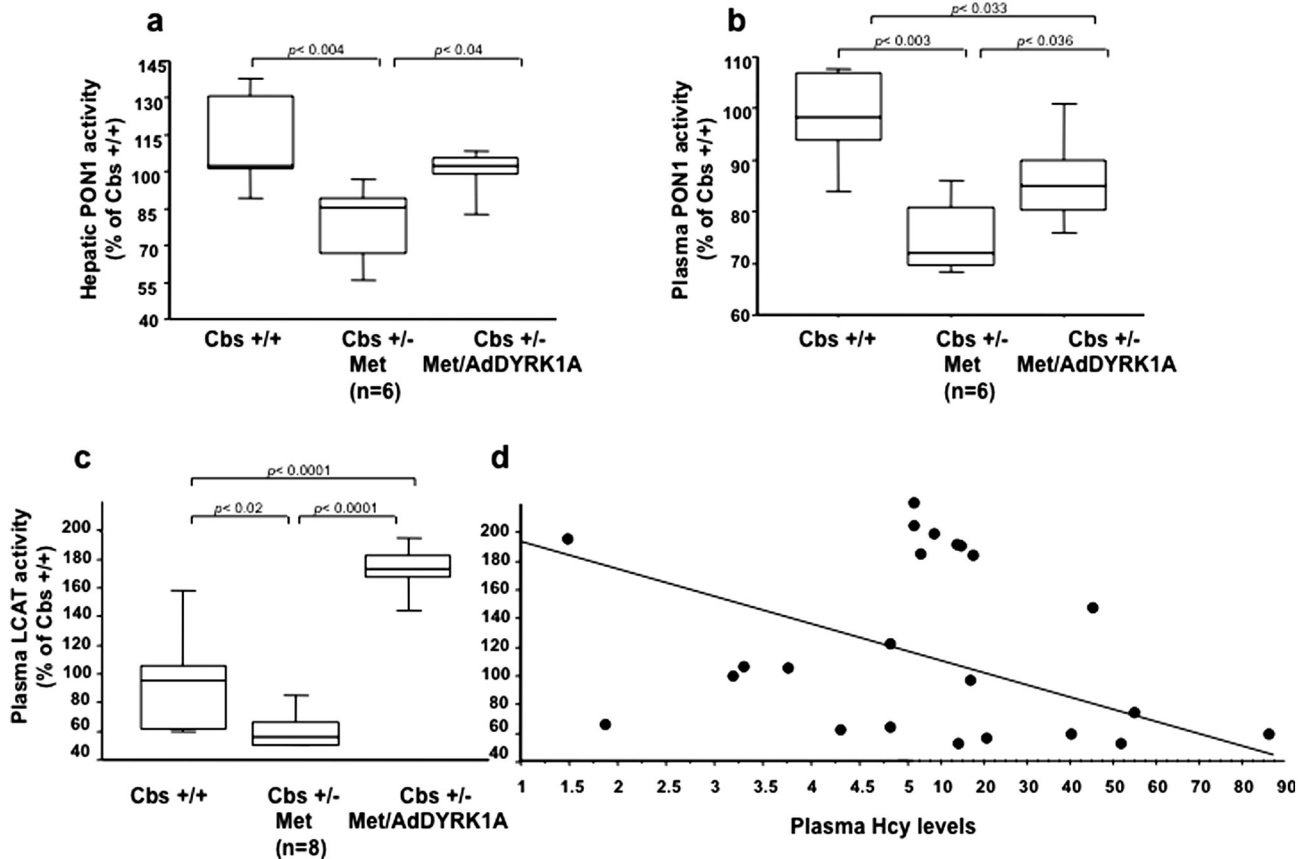 a
p< 0.004
p< 0.04
Hepatic PON1 activity
(% of Cbs +/+)
145
130
115
100
85
70
55
40
Cbs +/+
Cbs +/-
Met
(n=6)
Cbs +/-
Met/AdDYRK1A
b
p< 0.033
p< 0.003
p< 0.036
Plasma PON1 activity
(% of Cbs +/+)
110
100
90
80
70
60
Cbs +/+
Cbs +/-
Met
(n=6)
Cbs +/-
Met/AdDYRK1A
c
p< 0.0001
p< 0.02
p< 0.0001
Plasma LCAT activity
(% of Cbs +/+)
200
180
160
140
120
100
80
60
40
Cbs +/+
Cbs +/-
Met
(n=8)
Cbs +/-
Met/AdDYRK1A
d
200
180
160
140
120
100
80
60
40
1 1.5 2 2.5 3 3.5 4 4.5 5 10 20 30 40 50 60 70 80 90
Plasma Hcy levels